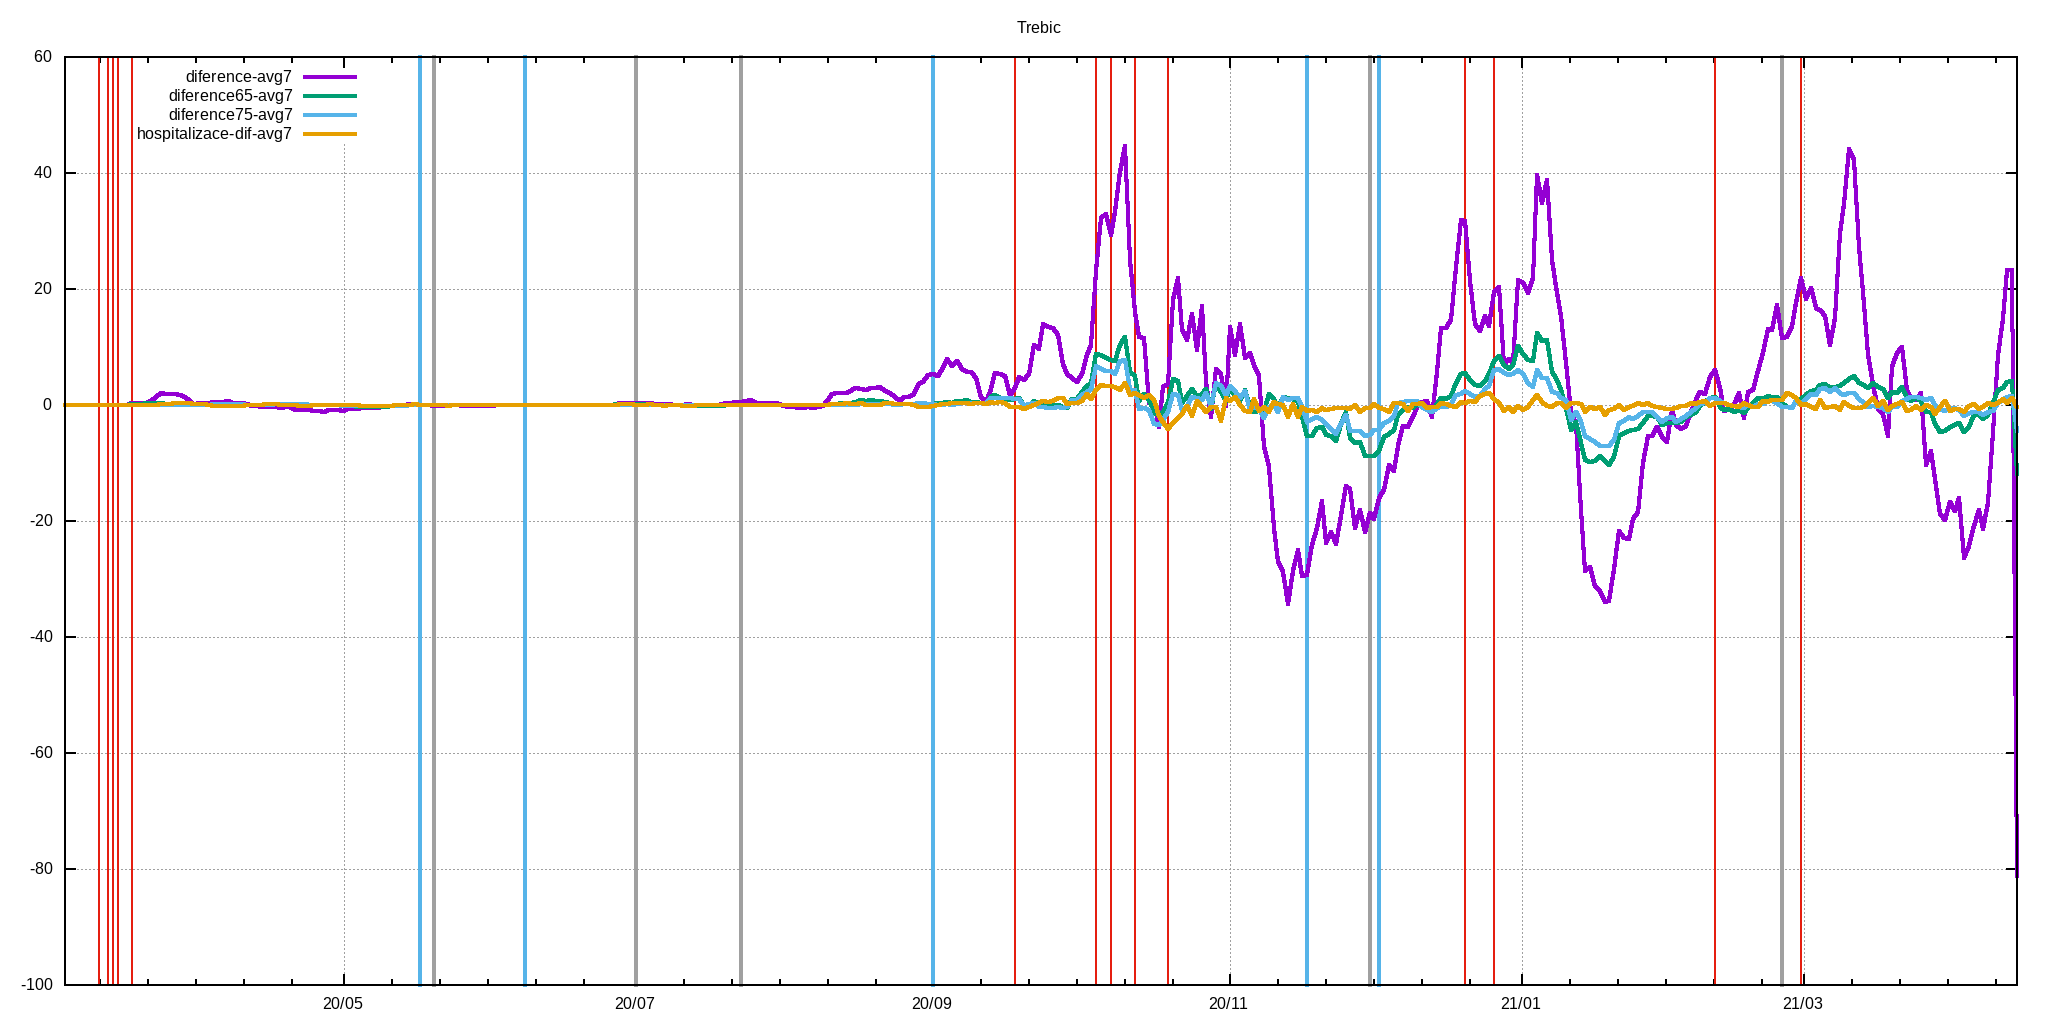 Trebic
60
diference-avg7
diference65-avg7
diference75-avg7
hospitalizace-dif-avg7
40
20
0
-20
-40
-60
-80
-100
20/05 20/07 20/09 20/11 21/01 21/03